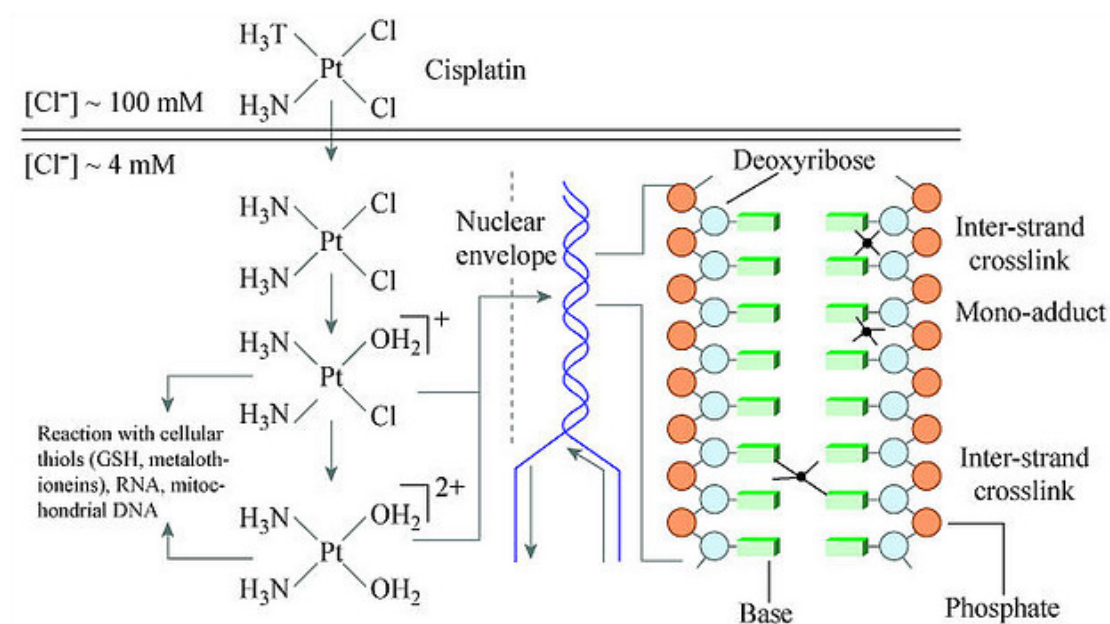 H₃T
Cl
Pt
Cisplatin
H₃N
Cl
[Cl⁻] ~ 100 mM
[Cl⁻] ~ 4 mM
H₃N
Cl
Pt
H₃N
Cl
H₃N
OH₂
+
Pt
H₃N
Cl
Reaction with cellular
thiols (GSH, metaloth-
ioneins), RNA, mitoc-
hondrial DNA
H₃N
OH₂
2+
Pt
H₃N
OH₂
Nuclear
envelope
Deoxyribose
Inter-strand
crosslink
Mono-adduct
Inter-strand
crosslink
Base
Phosphate